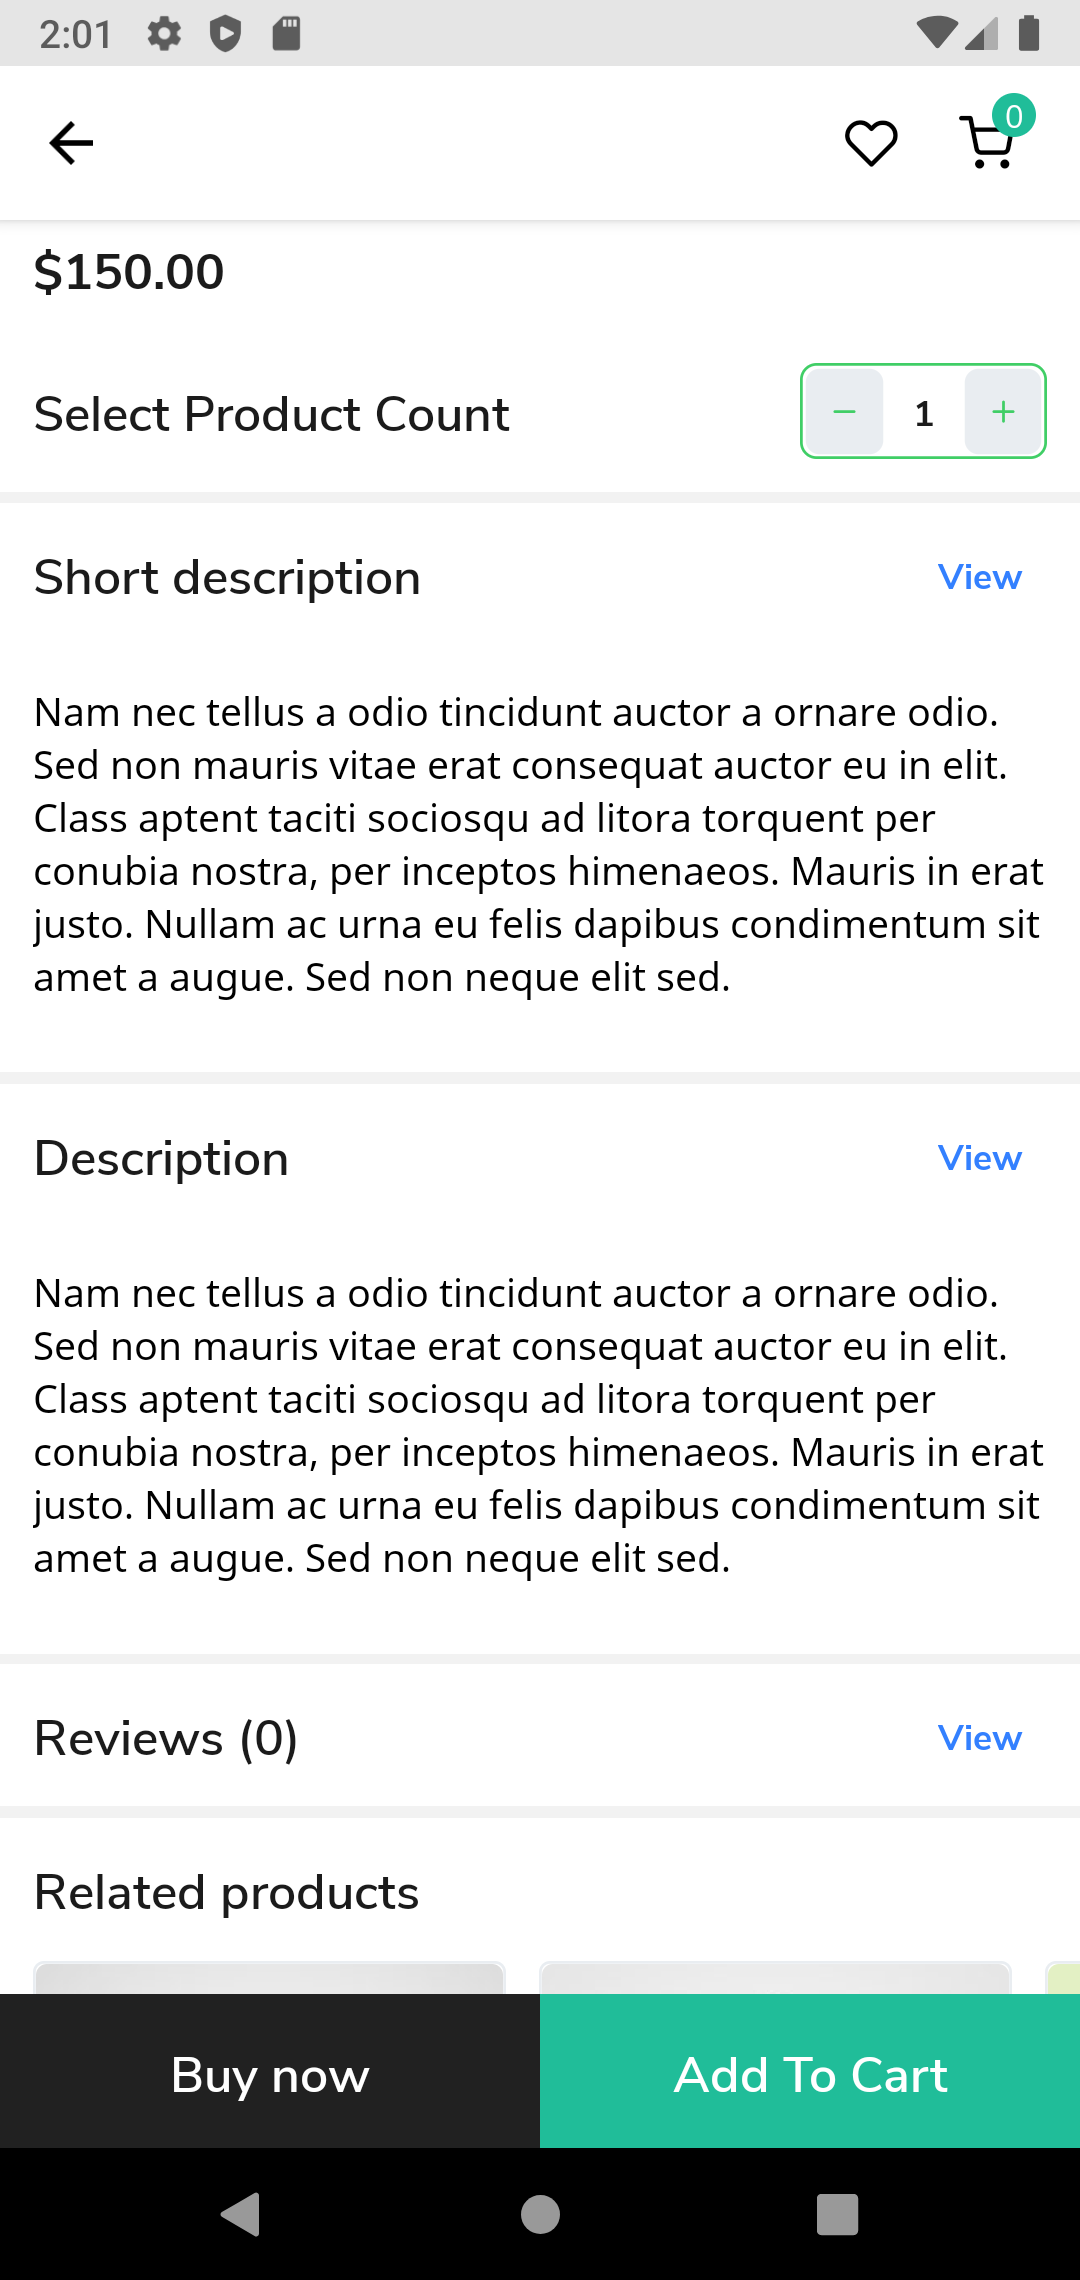 2:01
0
$150.00
Select Product Count
− 1 +
Short description View
Nam nec tellus a odio tincidunt auctor a ornare odio.
Sed non mauris vitae erat consequat auctor eu in elit.
Class aptent taciti sociosqu ad litora torquent per
conubia nostra, per inceptos himenaeos. Mauris in erat
justo. Nullam ac urna eu felis dapibus condimentum sit
amet a augue. Sed non neque elit sed.
Description View
Nam nec tellus a odio tincidunt auctor a ornare odio.
Sed non mauris vitae erat consequat auctor eu in elit.
Class aptent taciti sociosqu ad litora torquent per
conubia nostra, per inceptos himenaeos. Mauris in erat
justo. Nullam ac urna eu felis dapibus condimentum sit
amet a augue. Sed non neque elit sed.
Reviews (0) View
Related products
Buy now Add To Cart